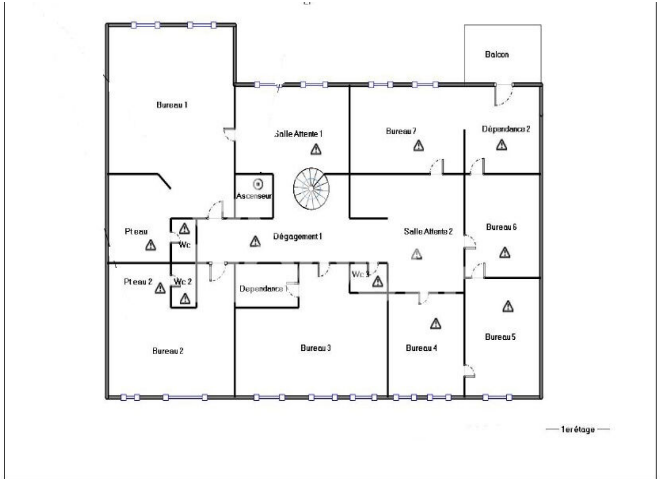 Balcon
Bureau 1
Salle Attente 1
Bureau 7
Dépendance 2
Ascenseur
Pt eau
Wc
Dégagement 1
Salle Attente 2
Bureau 6
Pt eau 2
Wc 2
Dependance 1
Wc 3
Bureau 2
Bureau 3
Bureau 4
Bureau 5
1er étage